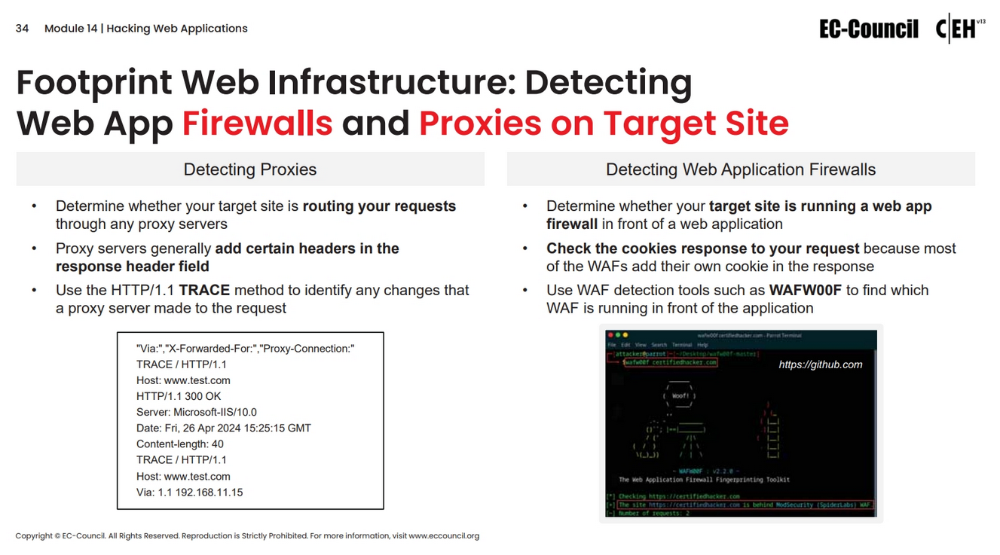 34 Module 14 | Hacking Web Applications
EC-Council C|EH v13
Footprint Web Infrastructure: Detecting
Web App Firewalls and Proxies on Target Site
Detecting Proxies
• Determine whether your target site is routing your requests
through any proxy servers
• Proxy servers generally add certain headers in the
response header field
• Use the HTTP/1.1 TRACE method to identify any changes that
a proxy server made to the request
"Via:","X-Forwarded-For:","Proxy-Connection:"
TRACE / HTTP/1.1
Host: www.test.com
HTTP/1.1 300 OK
Server: Microsoft-IIS/10.0
Date: Fri, 26 Apr 2024 15:25:15 GMT
Content-length: 40
TRACE / HTTP/1.1
Host: www.test.com
Via: 1.1 192.168.11.15
Detecting Web Application Firewalls
• Determine whether your target site is running a web app
firewall in front of a web application
• Check the cookies response to your request because most
of the WAFs add their own cookie in the response
• Use WAF detection tools such as WAFW00F to find which
WAF is running in front of the application
wafw00f certifiedhacker.com - Parrot Terminal
File Edit View Search Terminal Help
[attacker@parrot]-[~/Desktop/wafw00f-master]
$wafw00f certifiedhacker.com
https://github.com
Woof!
~ WAFW00F : v2.2.0 ~
The Web Application Firewall Fingerprinting Toolkit
[*] Checking https://certifiedhacker.com
[+] The site https://certifiedhacker.com is behind ModSecurity (SpiderLabs) WAF.
[~] Number of requests: 2
Copyright © EC-Council. All Rights Reserved. Reproduction is Strictly Prohibited. For more information, visit www.eccouncil.org